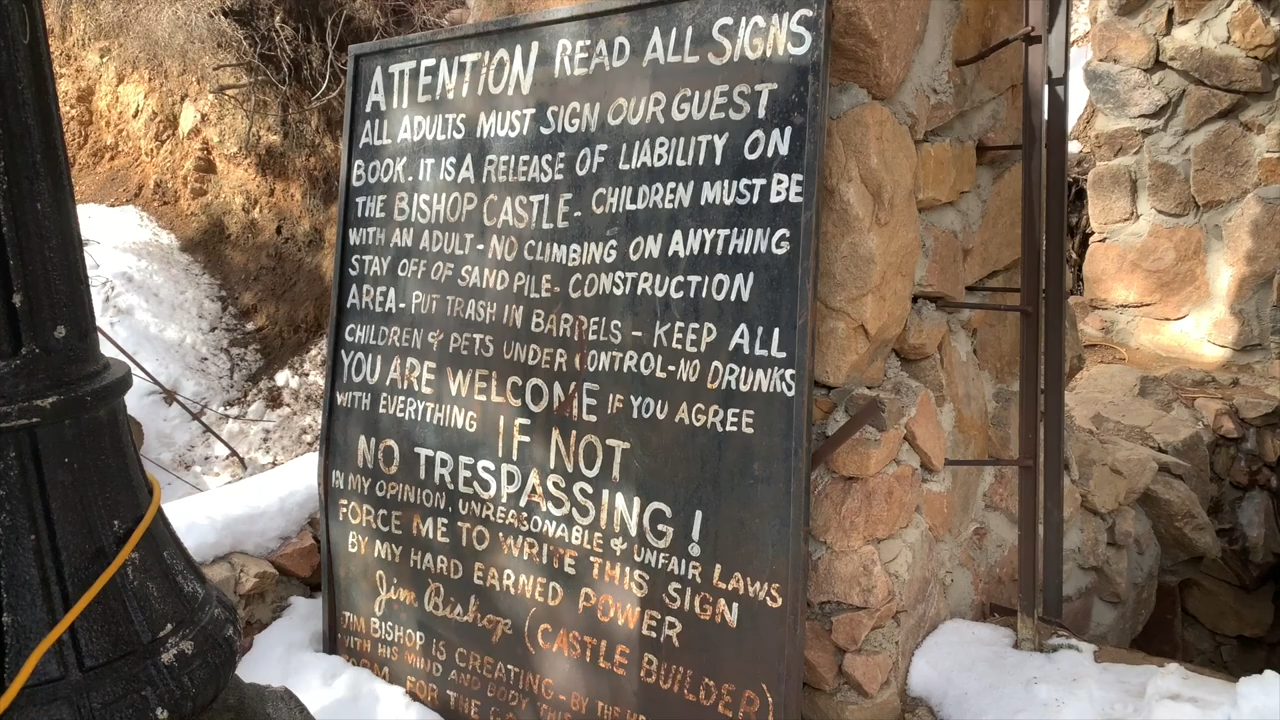 ATTENTION READ ALL SIGNS
ALL ADULTS MUST SIGN OUR GUEST
BOOK. IT IS A RELEASE OF LIABILITY ON
THE BISHOP CASTLE- CHILDREN MUST BE
WITH AN ADULT-NO CLIMBING ON ANYTHING
STAY OFF OF SAND PILE- CONSTRUCTION
AREA- PUT TRASH IN BARRELS - KEEP ALL
CHILDREN & PETS UNDER CONTROL-NO DRUNKS
YOU ARE WELCOME IF YOU AGREE
WITH EVERYTHING IF NOT
NO TRESPASSING!
IN MY OPINION, UNREASONABLE & UNFAIR LAWS
FORCE ME TO WRITE THIS SIGN
BY MY HARD EARNED POWER
Jim Bishop (CASTLE BUILDER)
JIM BISHOP IS CREATING-BY THE
WITH HIS MIND AND BODY THIS
FOR THE